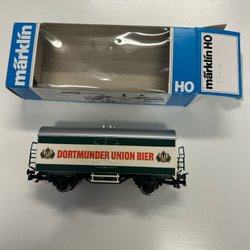 märklin
HO
märklin HO
DORTMUNDER UNION BIER